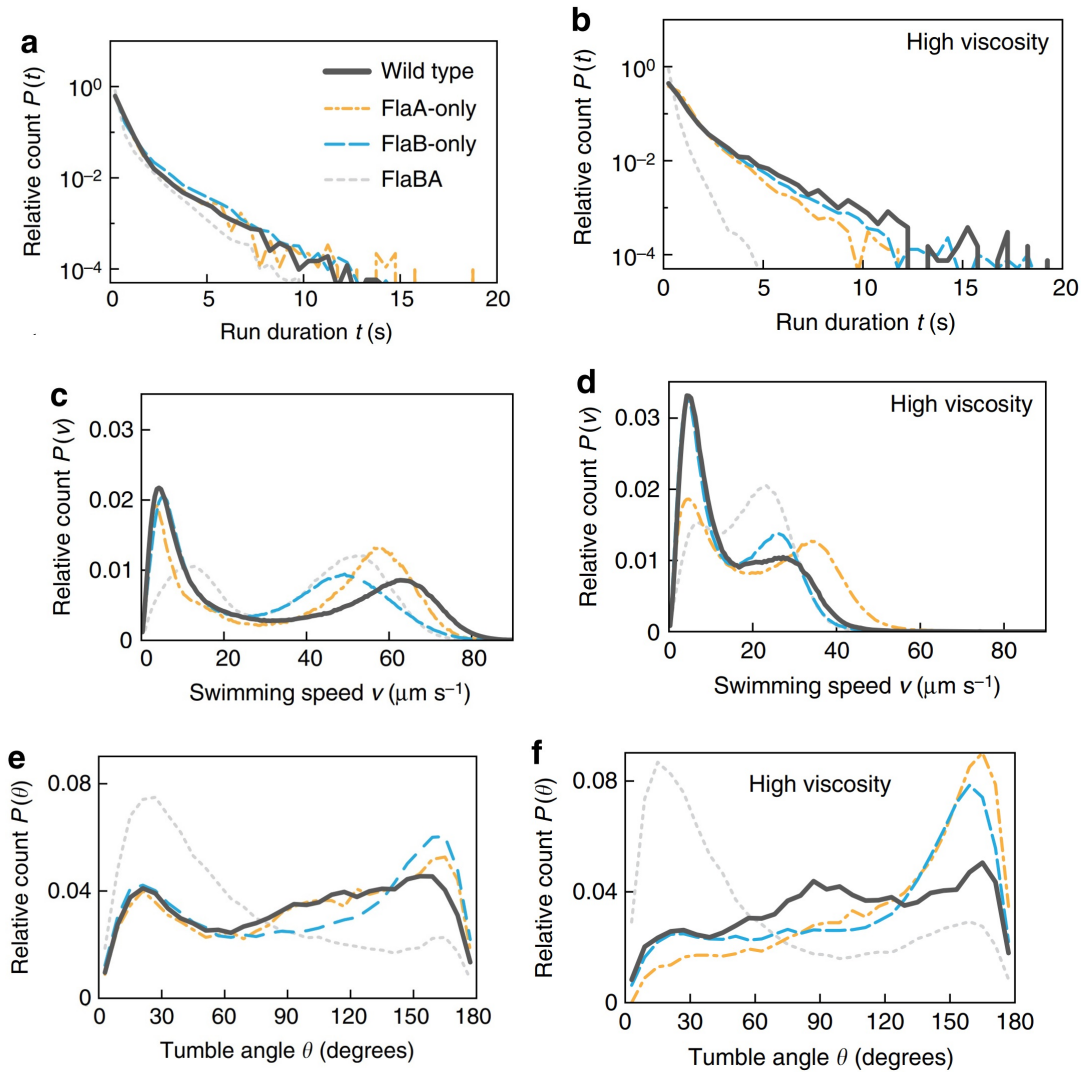 a
Relative count P(t)
10⁰
10⁻²
10⁻⁴
Wild type
FlaA-only
FlaB-only
FlaBA
0 5 10 15 20
Run duration t (s)
b
Relative count P(t)
10⁰
10⁻²
10⁻⁴
High viscosity
0 5 10 15 20
Run duration t (s)
c
Relative count P(v)
0.03
0.02
0.01
0
0 20 40 60 80
Swimming speed v (μm s⁻¹)
d
Relative count P(v)
0.03
0.02
0.01
0
High viscosity
0 20 40 60 80
Swimming speed v (μm s⁻¹)
e
Relative count P(θ)
0.08
0.04
0
0 30 60 90 120 150 180
Tumble angle θ (degrees)
f
Relative count P(θ)
0.08
0.04
0
High viscosity
0 30 60 90 120 150 180
Tumble angle θ (degrees)